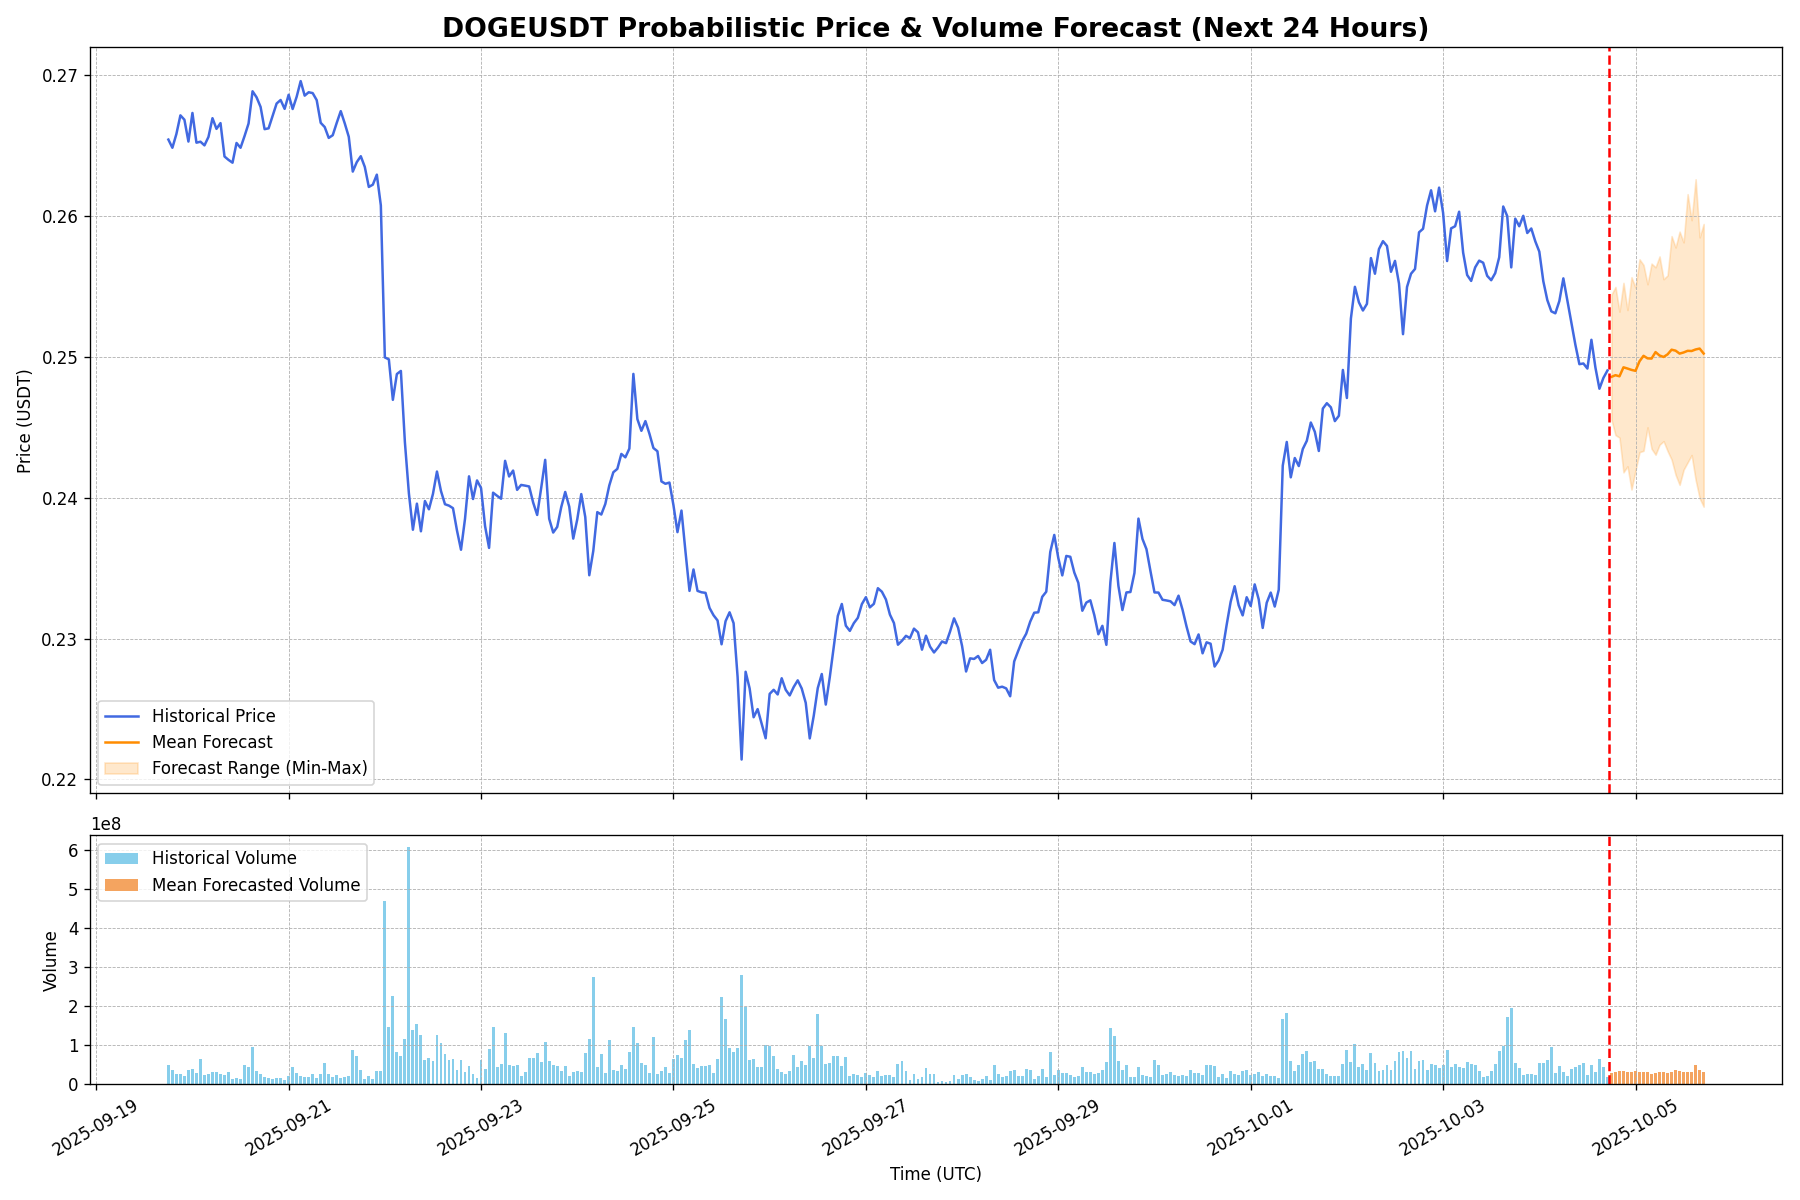 DOGEUSDT Probabilistic Price & Volume Forecast (Next 24 Hours)
0.27
0.26
0.25
0.24
0.23
0.22
Price (USDT)
Historical Price
Mean Forecast
Forecast Range (Min-Max)
1e8
6
5
4
3
2
1
0
Volume
Historical Volume
Mean Forecasted Volume
2025-09-19
2025-09-21
2025-09-23
2025-09-25
2025-09-27
2025-09-29
2025-10-01
2025-10-03
2025-10-05
Time (UTC)